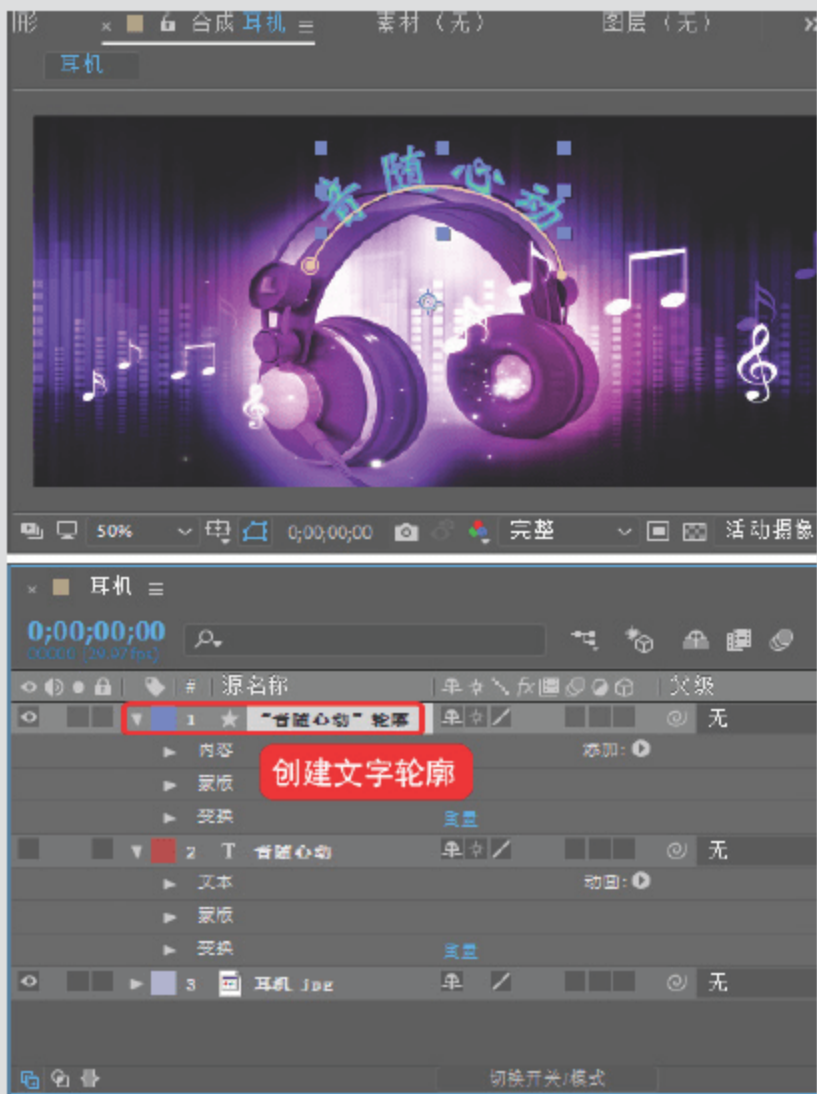 形 × 合成 耳机 ≡ 素材（无） 图层（无） »
耳机
音随心动
50% 0;00;00;00 完整 活动摄像
× 耳机 ≡
0;00;00;00
00000 (29.97 fps)
# 源名称 父级
1 "音随心动" 轮廓 无
内容 添加:
创建文字轮廓
蒙版
变换 重置
2 T 音随心动 无
文本 动画:
蒙版
变换 重置
3 耳机.jpg 无
切换开关/模式